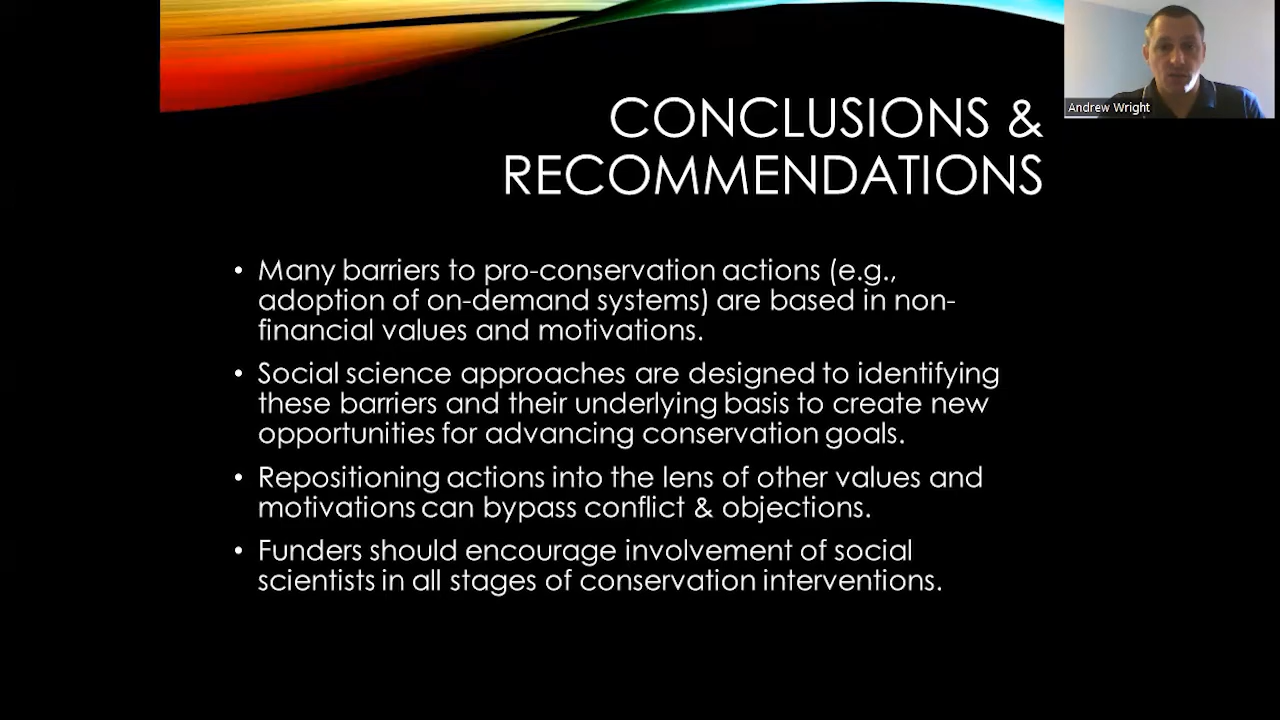 CONCLUSIONS &
RECOMMENDATIONS
Andrew Wright
• Many barriers to pro-conservation actions (e.g.,
adoption of on-demand systems) are based in non-
financial values and motivations.
• Social science approaches are designed to identifying
these barriers and their underlying basis to create new
opportunities for advancing conservation goals.
• Repositioning actions into the lens of other values and
motivations can bypass conflict & objections.
• Funders should encourage involvement of social
scientists in all stages of conservation interventions.